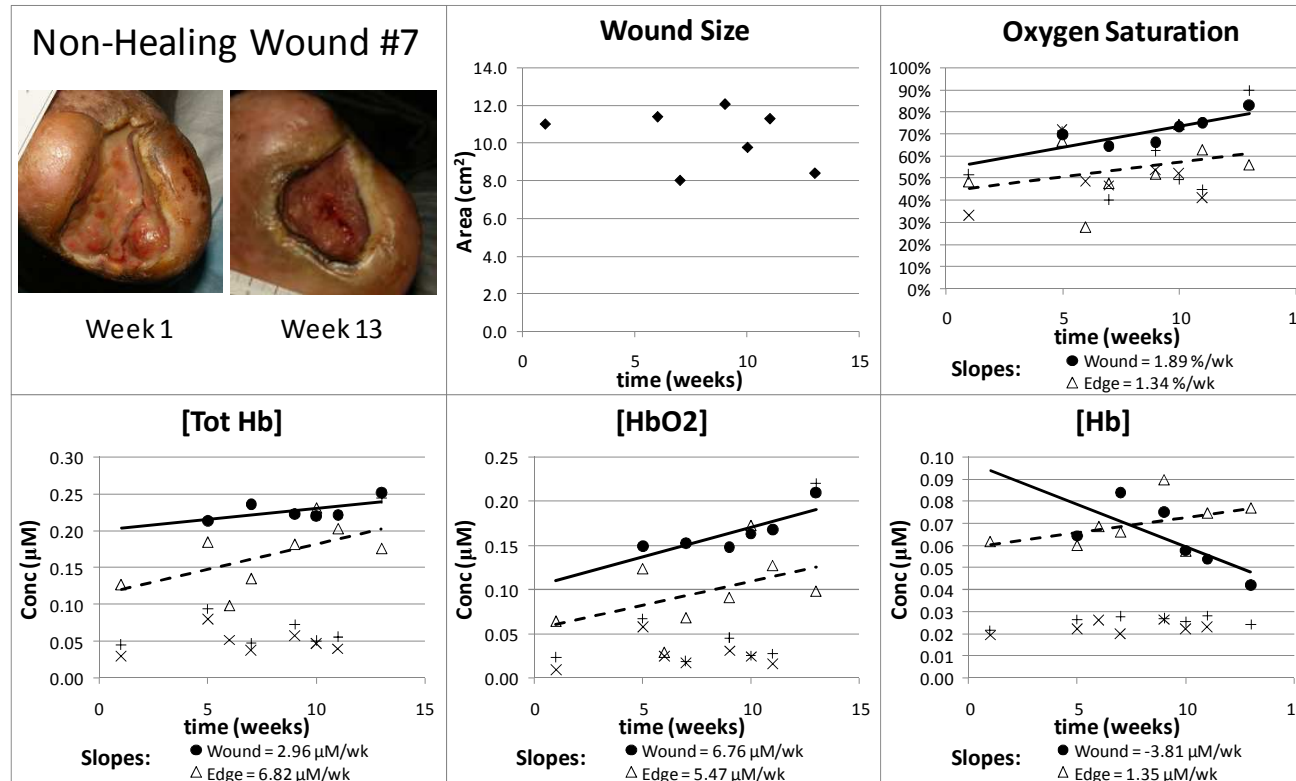 Non-Healing Wound #7
Week 1
Week 13
Wound Size
14.0
12.0
10.0
8.0
6.0
4.0
2.0
0.0
Area (cm²)
0
5
10
15
time (weeks)
Oxygen Saturation
100%
90%
80%
70%
60%
50%
40%
30%
20%
10%
0%
0
5
10
1
time (weeks)
Slopes:
Wound = 1.89 %/wk
Edge = 1.34 %/wk
[Tot Hb]
0.30
0.25
0.20
0.15
0.10
0.05
0.00
Conc (μM)
0
5
10
15
time (weeks)
Slopes:
Wound = 2.96 μM/wk
Edge = 6.82 μM/wk
[HbO2]
0.25
0.20
0.15
0.10
0.05
0.00
Conc (μM)
0
5
10
15
time (weeks)
Slopes:
Wound = 6.76 μM/wk
Edge = 5.47 μM/wk
[Hb]
0.10
0.09
0.08
0.07
0.06
0.05
0.04
0.03
0.02
0.01
0.00
Conc (μM)
0
5
10
1
time (weeks)
Slopes:
Wound = -3.81 μM/wk
Edge = 1.35 μM/wk